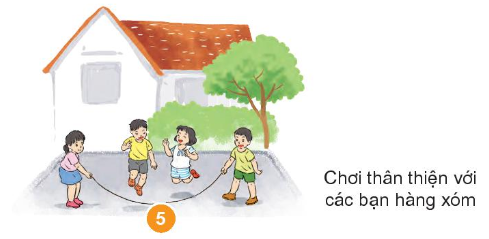 5
Chơi thân thiện với
các bạn hàng xóm